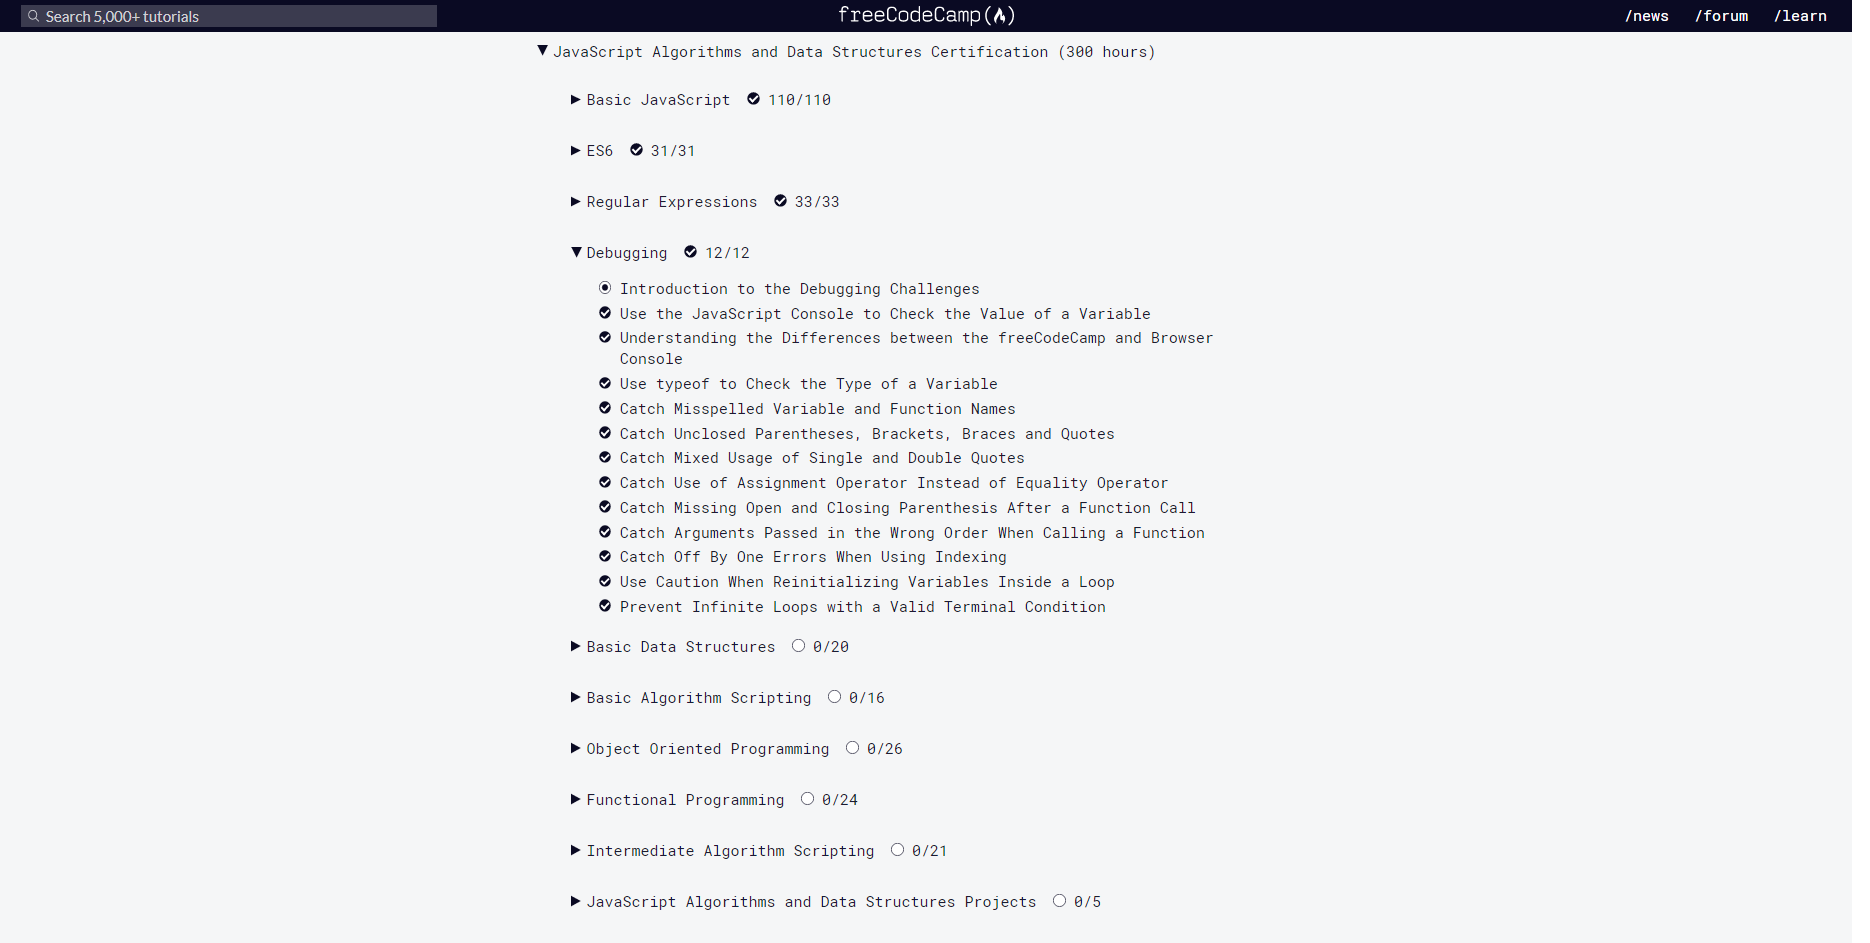 Search 5,000+ tutorials
freeCodeCamp
/news /forum /learn
JavaScript Algorithms and Data Structures Certification (300 hours)
Basic JavaScript 110/110
ES6 31/31
Regular Expressions 33/33
Debugging 12/12
Introduction to the Debugging Challenges
Use the JavaScript Console to Check the Value of a Variable
Understanding the Differences between the freeCodeCamp and Browser
Console
Use typeof to Check the Type of a Variable
Catch Misspelled Variable and Function Names
Catch Unclosed Parentheses, Brackets, Braces and Quotes
Catch Mixed Usage of Single and Double Quotes
Catch Use of Assignment Operator Instead of Equality Operator
Catch Missing Open and Closing Parenthesis After a Function Call
Catch Arguments Passed in the Wrong Order When Calling a Function
Catch Off By One Errors When Using Indexing
Use Caution When Reinitializing Variables Inside a Loop
Prevent Infinite Loops with a Valid Terminal Condition
Basic Data Structures 0/20
Basic Algorithm Scripting 0/16
Object Oriented Programming 0/26
Functional Programming 0/24
Intermediate Algorithm Scripting 0/21
JavaScript Algorithms and Data Structures Projects 0/5